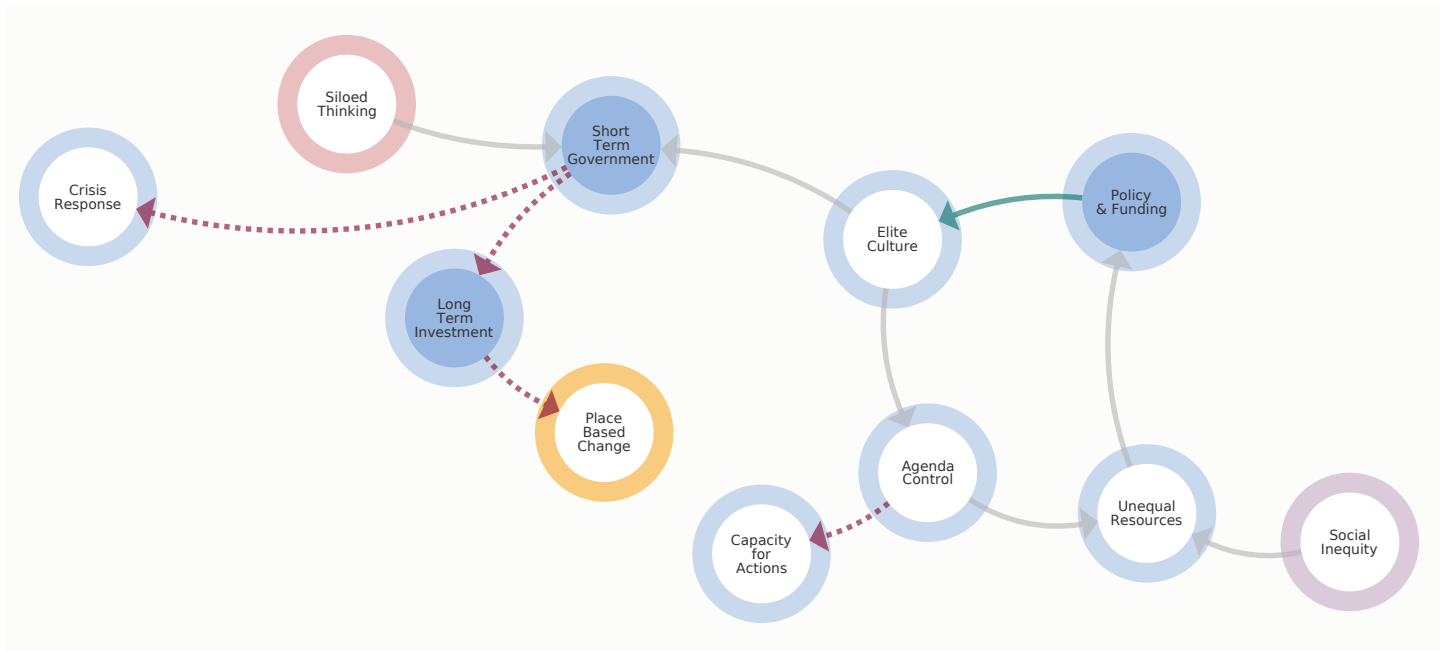 Siloed
Thinking
Short
Term
Government
Crisis
Response
Policy
& Funding
Elite
Culture
Long
Term
Investment
Place
Based
Change
Agenda
Control
Unequal
Resources
Capacity
for
Actions
Social
Inequity